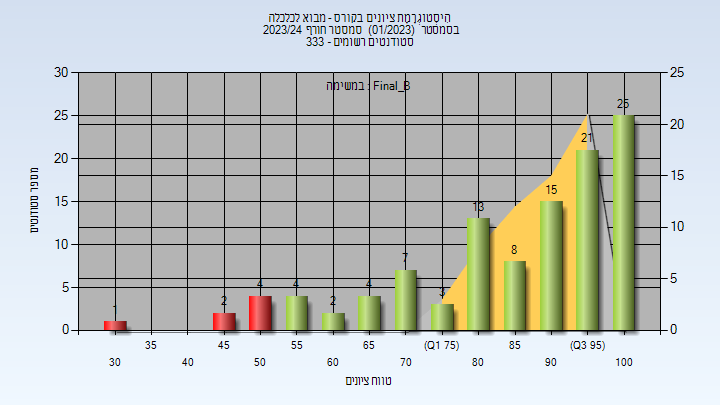 היסטוגרמת ציונים בקורס - מבוא לכלכלה
בסמסטר (01/2023) סמסטר חורף 2023/24
סטודנטים רשומים - 333
במשימה : Final_B
מספר סטודנטים
30 25 20 15 10 5 0
25 20 15 10 5 0
1 2 4 4 2 4 7 3 13 8 15 21 25
35 45 55 65 (Q1 75) 85 (Q3 95)
30 40 50 60 70 80 90 100
טווח ציונים